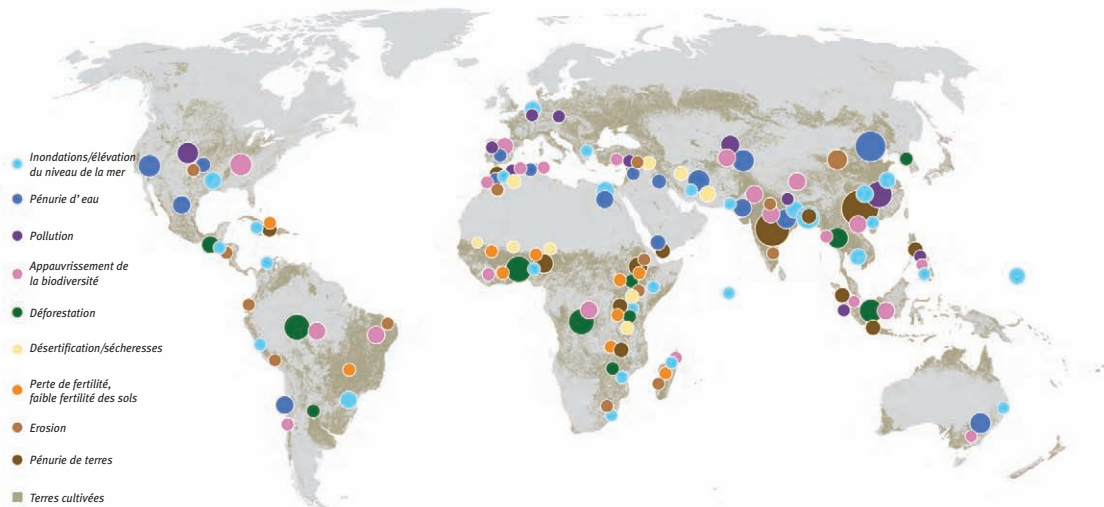 Inondations/élévation
du niveau de la mer
Pénurie d' eau
Pollution
Appauvrissement de
la biodiversité
Déforestation
Désertification/sécheresses
Perte de fertilité,
faible fertilité des sols
Erosion
Pénurie de terres
Terres cultivées